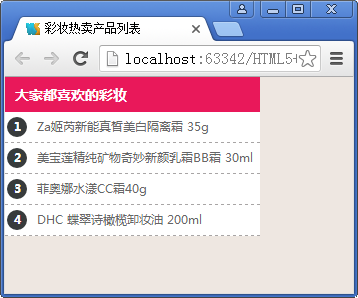 彩妆热卖产品列表
localhost:63342/HTML5+
大家都喜欢的彩妆
1 Za姬芮新能真皙美白隔离霜 35g
2 美宝莲精纯矿物奇妙新颜乳霜BB霜 30ml
3 菲奥娜水漾CC霜40g
4 DHC 蝶翠诗橄榄卸妆油 200ml